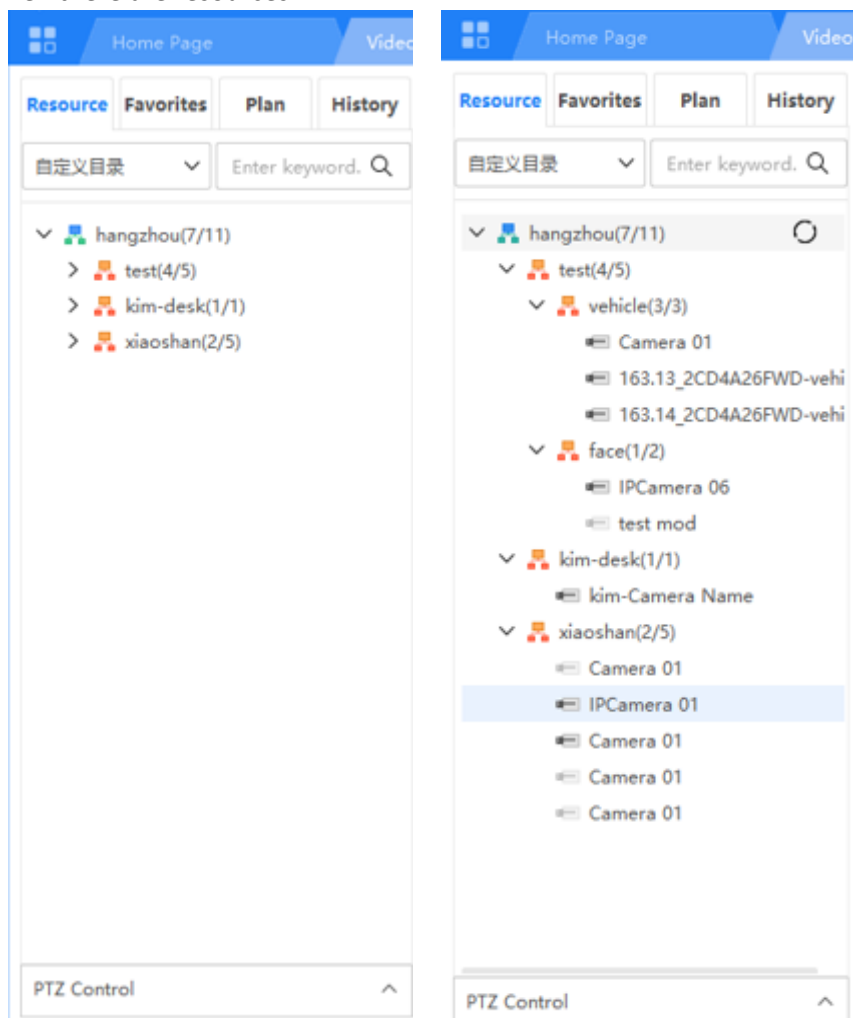 Home Page
Video
Resource Favorites Plan History
自定义目录 Enter keyword.
hangzhou(7/11)
test(4/5)
kim-desk(1/1)
xiaoshan(2/5)
PTZ Control
Home Page
Video
Resource Favorites Plan History
自定义目录 Enter keyword.
hangzhou(7/11)
test(4/5)
vehicle(3/3)
Camera 01
163.13_2CD4A26FWD-vehi
163.14_2CD4A26FWD-vehi
face(1/2)
IPCamera 06
test mod
kim-desk(1/1)
kim-Camera Name
xiaoshan(2/5)
Camera 01
IPCamera 01
Camera 01
Camera 01
Camera 01
PTZ Control